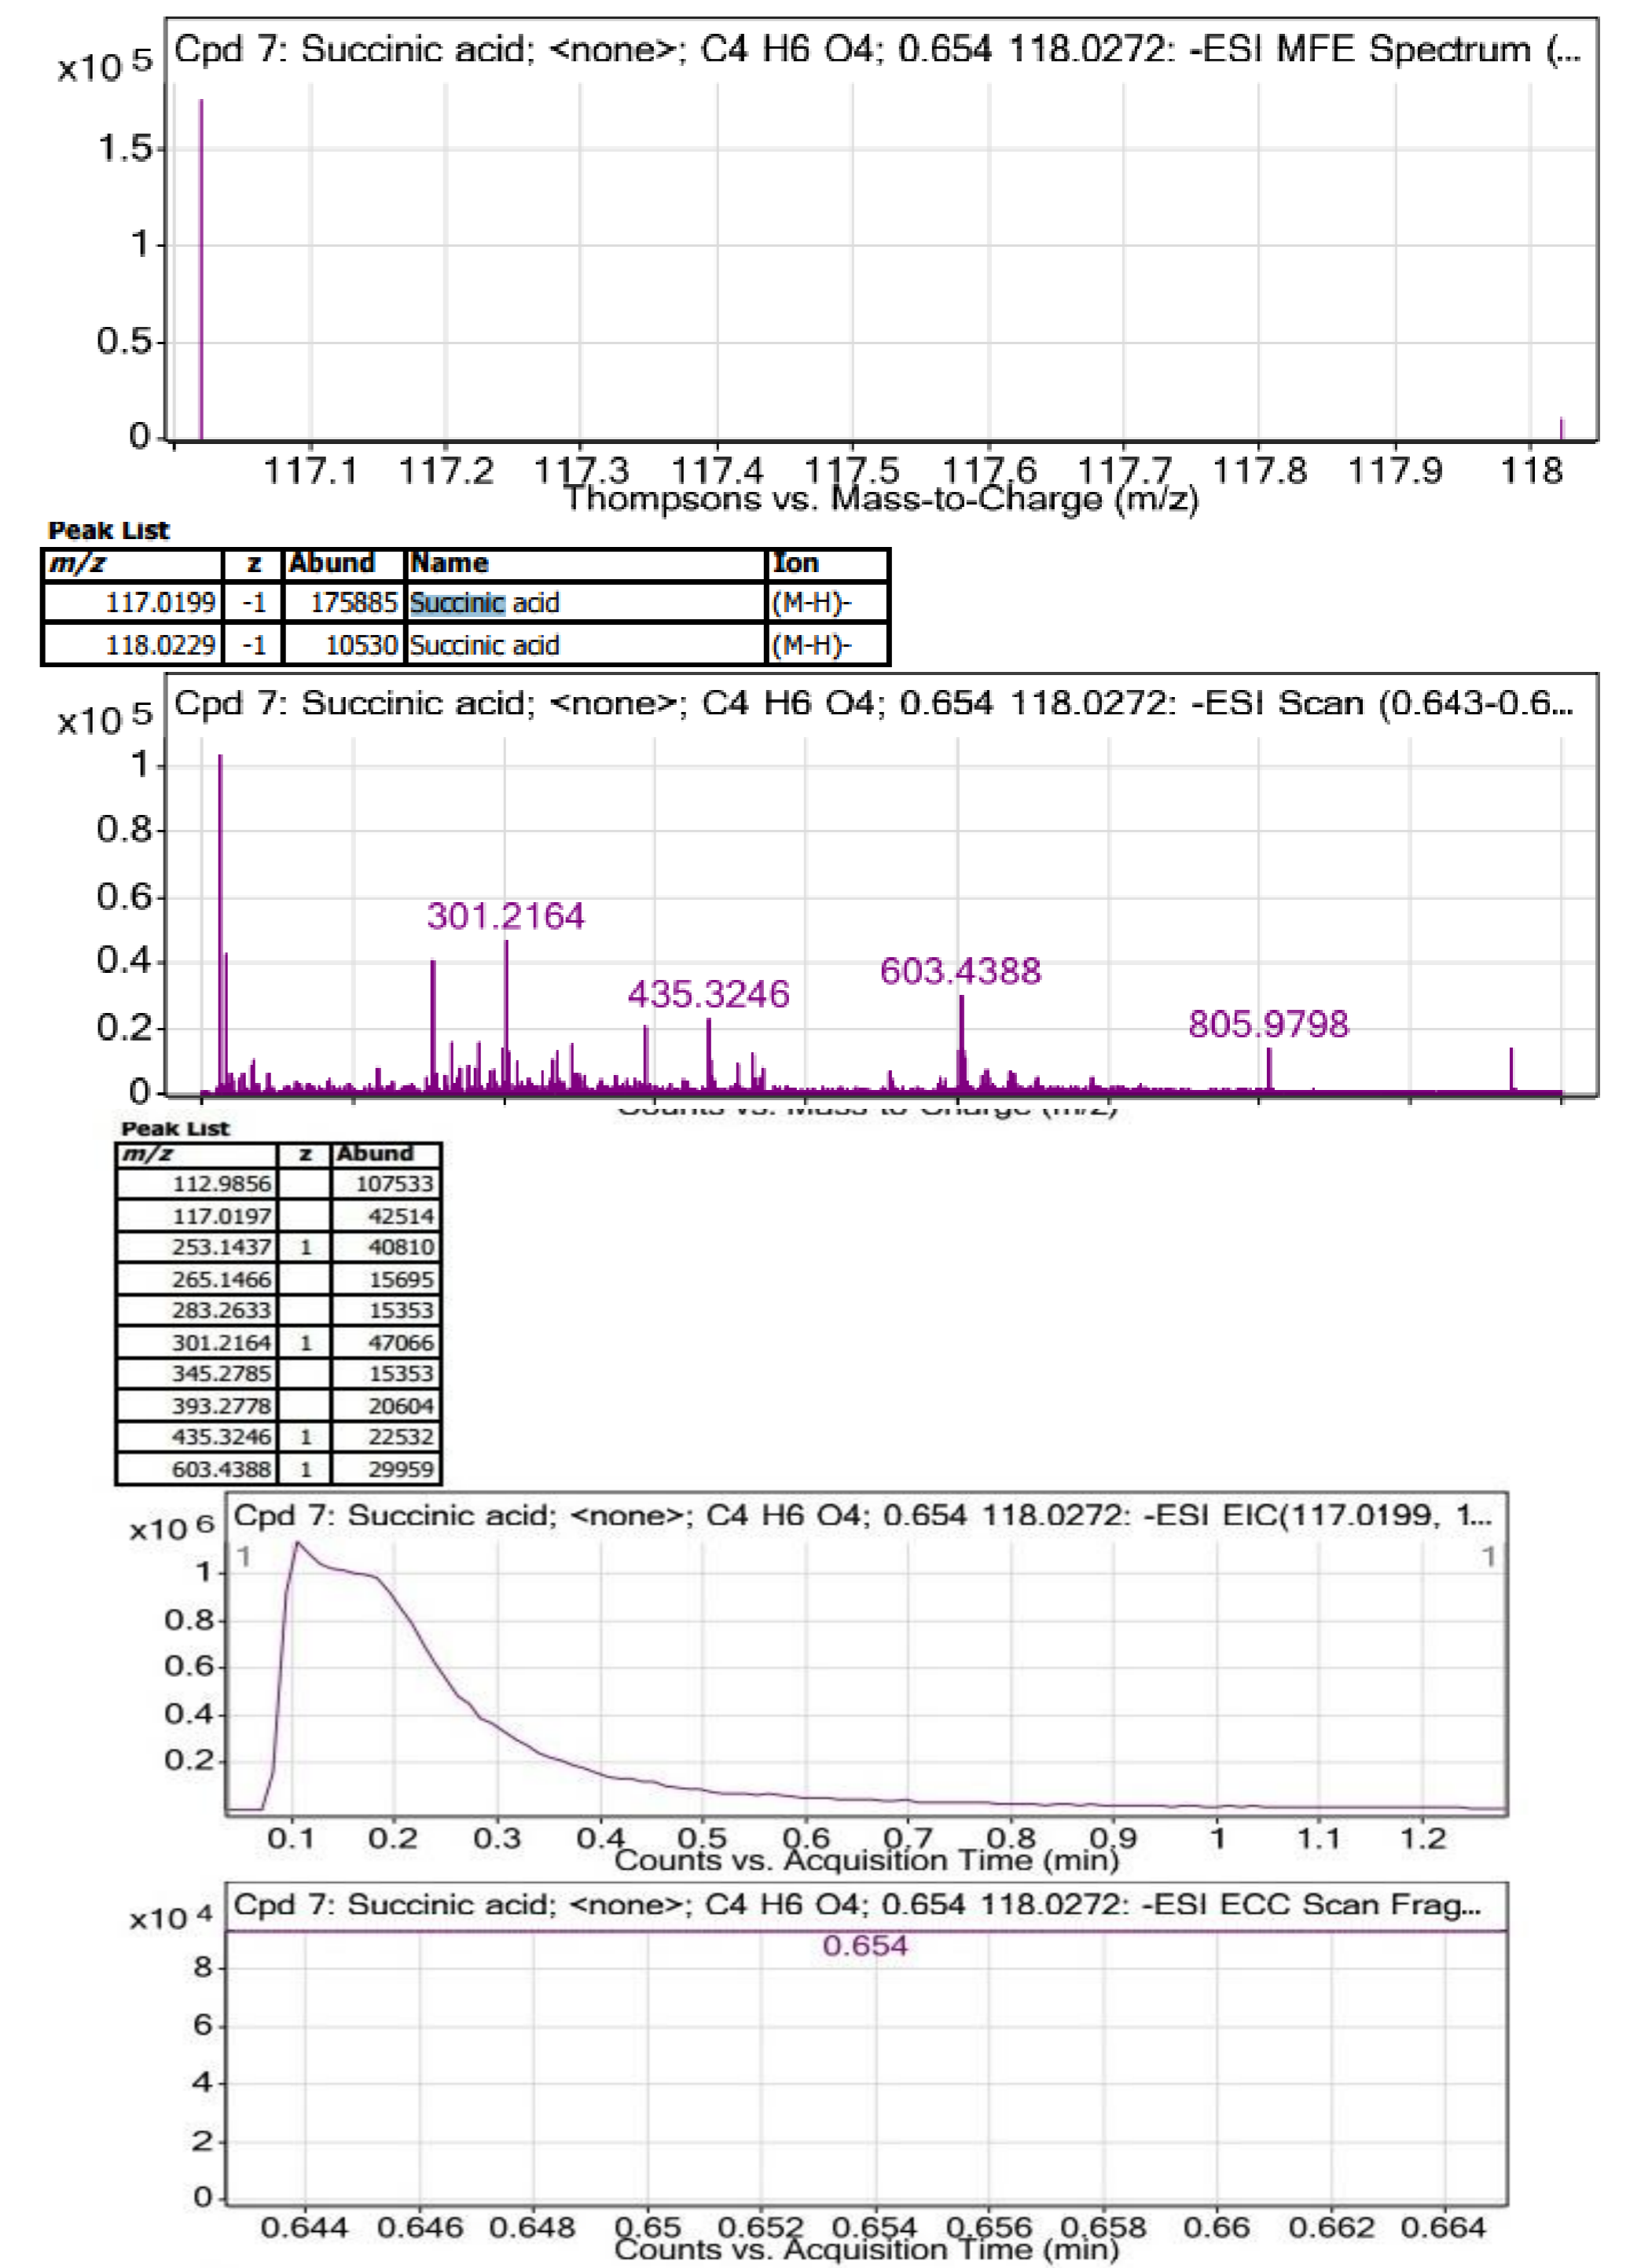 Cpd 7: Succinic acid; <none>; C4 H6 O4; 0.654 118.0272: -ESI MFE Spectrum (...
x10 5
1.5
1
0.5
0
117.1 117.2 117.3 117.4 117.5 117.6 117.7 117.8 117.9 118
Thompsons vs. Mass-to-Charge (m/z)
Peak List
m/z z Abund Name Ion
117.0199 -1 175885 Succinic acid (M-H)-
118.0229 -1 10530 Succinic acid (M-H)-
Cpd 7: Succinic acid; <none>; C4 H6 O4; 0.654 118.0272: -ESI Scan (0.643-0.6...
x10 5
1
0.8
0.6
301.2164
0.4
603.4388
435.3246
0.2
805.9798
0
Counts vs. Mass-to-Charge (m/z)
Peak List
m/z z Abund
112.9856 107533
117.0197 42514
253.1437 1 40810
265.1466 15695
283.2633 15353
301.2164 1 47066
345.2785 15353
393.2778 20604
435.3246 1 22532
603.4388 1 29959
Cpd 7: Succinic acid; <none>; C4 H6 O4; 0.654 118.0272: -ESI EIC(117.0199, 1...
x10 6
1 1
1
0.8
0.6
0.4
0.2
0.1 0.2 0.3 0.4 0.5 0.6 0.7 0.8 0.9 1 1.1 1.2
Counts vs. Acquisition Time (min)
Cpd 7: Succinic acid; <none>; C4 H6 O4; 0.654 118.0272: -ESI ECC Scan Frag...
x10 4
0.654
8
6
4
2
0
0.644 0.646 0.648 0.65 0.652 0.654 0.656 0.658 0.66 0.662 0.664
Counts vs. Acquisition Time (min)